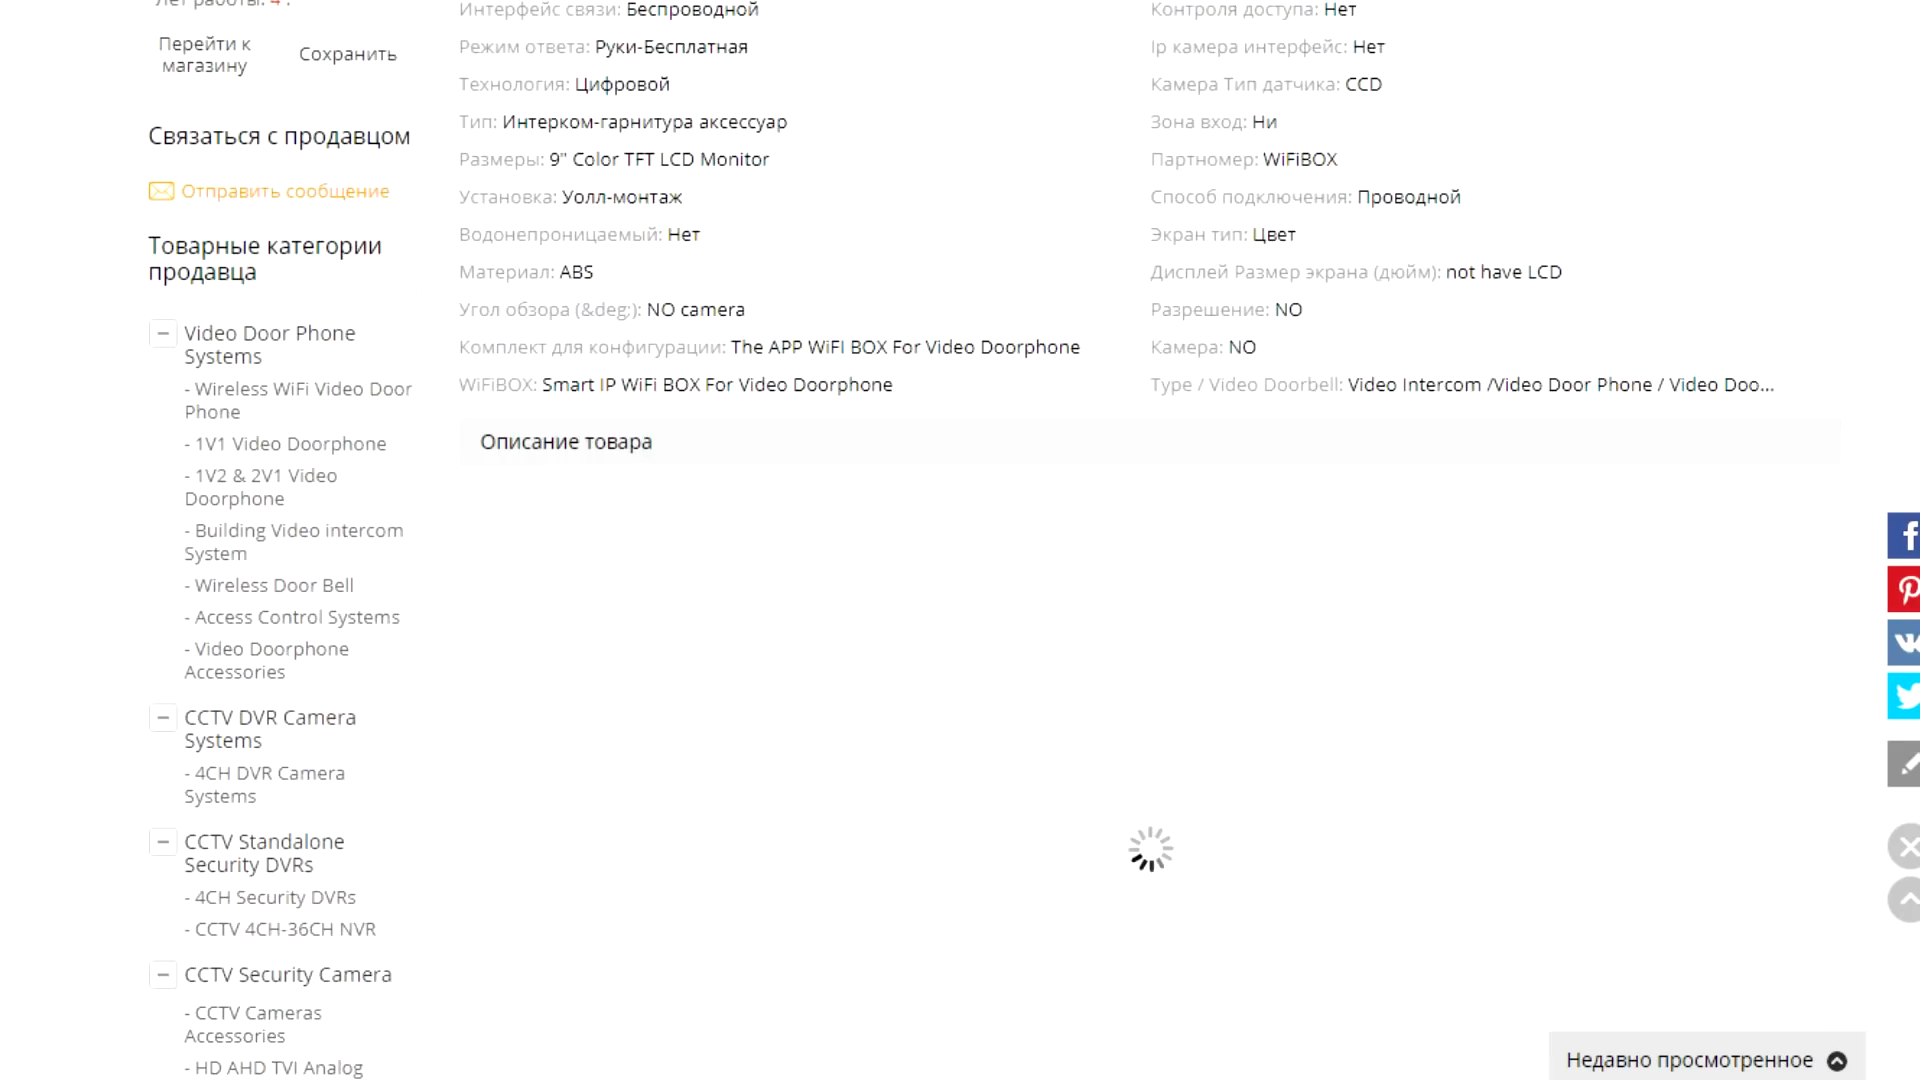 Лет работы: 4 .
Перейти к
магазину
Сохранить
Связаться с продавцом
Отправить сообщение
Товарные категории
продавца
Video Door Phone
Systems
- Wireless WiFi Video Door
Phone
- 1V1 Video Doorphone
- 1V2 & 2V1 Video
Doorphone
- Building Video intercom
System
- Wireless Door Bell
- Access Control Systems
- Video Doorphone
Accessories
CCTV DVR Camera
Systems
- 4CH DVR Camera
Systems
CCTV Standalone
Security DVRs
- 4CH Security DVRs
- CCTV 4CH-36CH NVR
CCTV Security Camera
- CCTV Cameras
Accessories
- HD AHD TVI Analog
Интерфейс связи: Беспроводной
Режим ответа: Руки-Бесплатная
Технология: Цифровой
Тип: Интерком-гарнитура аксессуар
Размеры: 9" Color TFT LCD Monitor
Установка: Уолл-монтаж
Водонепроницаемый: Нет
Материал: ABS
Угол обзора (&deg;): NO camera
Комплект для конфигурации: The APP WiFI BOX For Video Doorphone
WiFiBOX: Smart IP WiFi BOX For Video Doorphone
Контроля доступа: Нет
Ip камера интерфейс: Нет
Камера Тип датчика: CCD
Зона вход: Ни
Партномер: WiFiBOX
Способ подключения: Проводной
Экран тип: Цвет
Дисплей Размер экрана (дюйм): not have LCD
Разрешение: NO
Камера: NO
Type / Video Doorbell: Video Intercom /Video Door Phone / Video Doo...
Описание товара
Недавно просмотренное